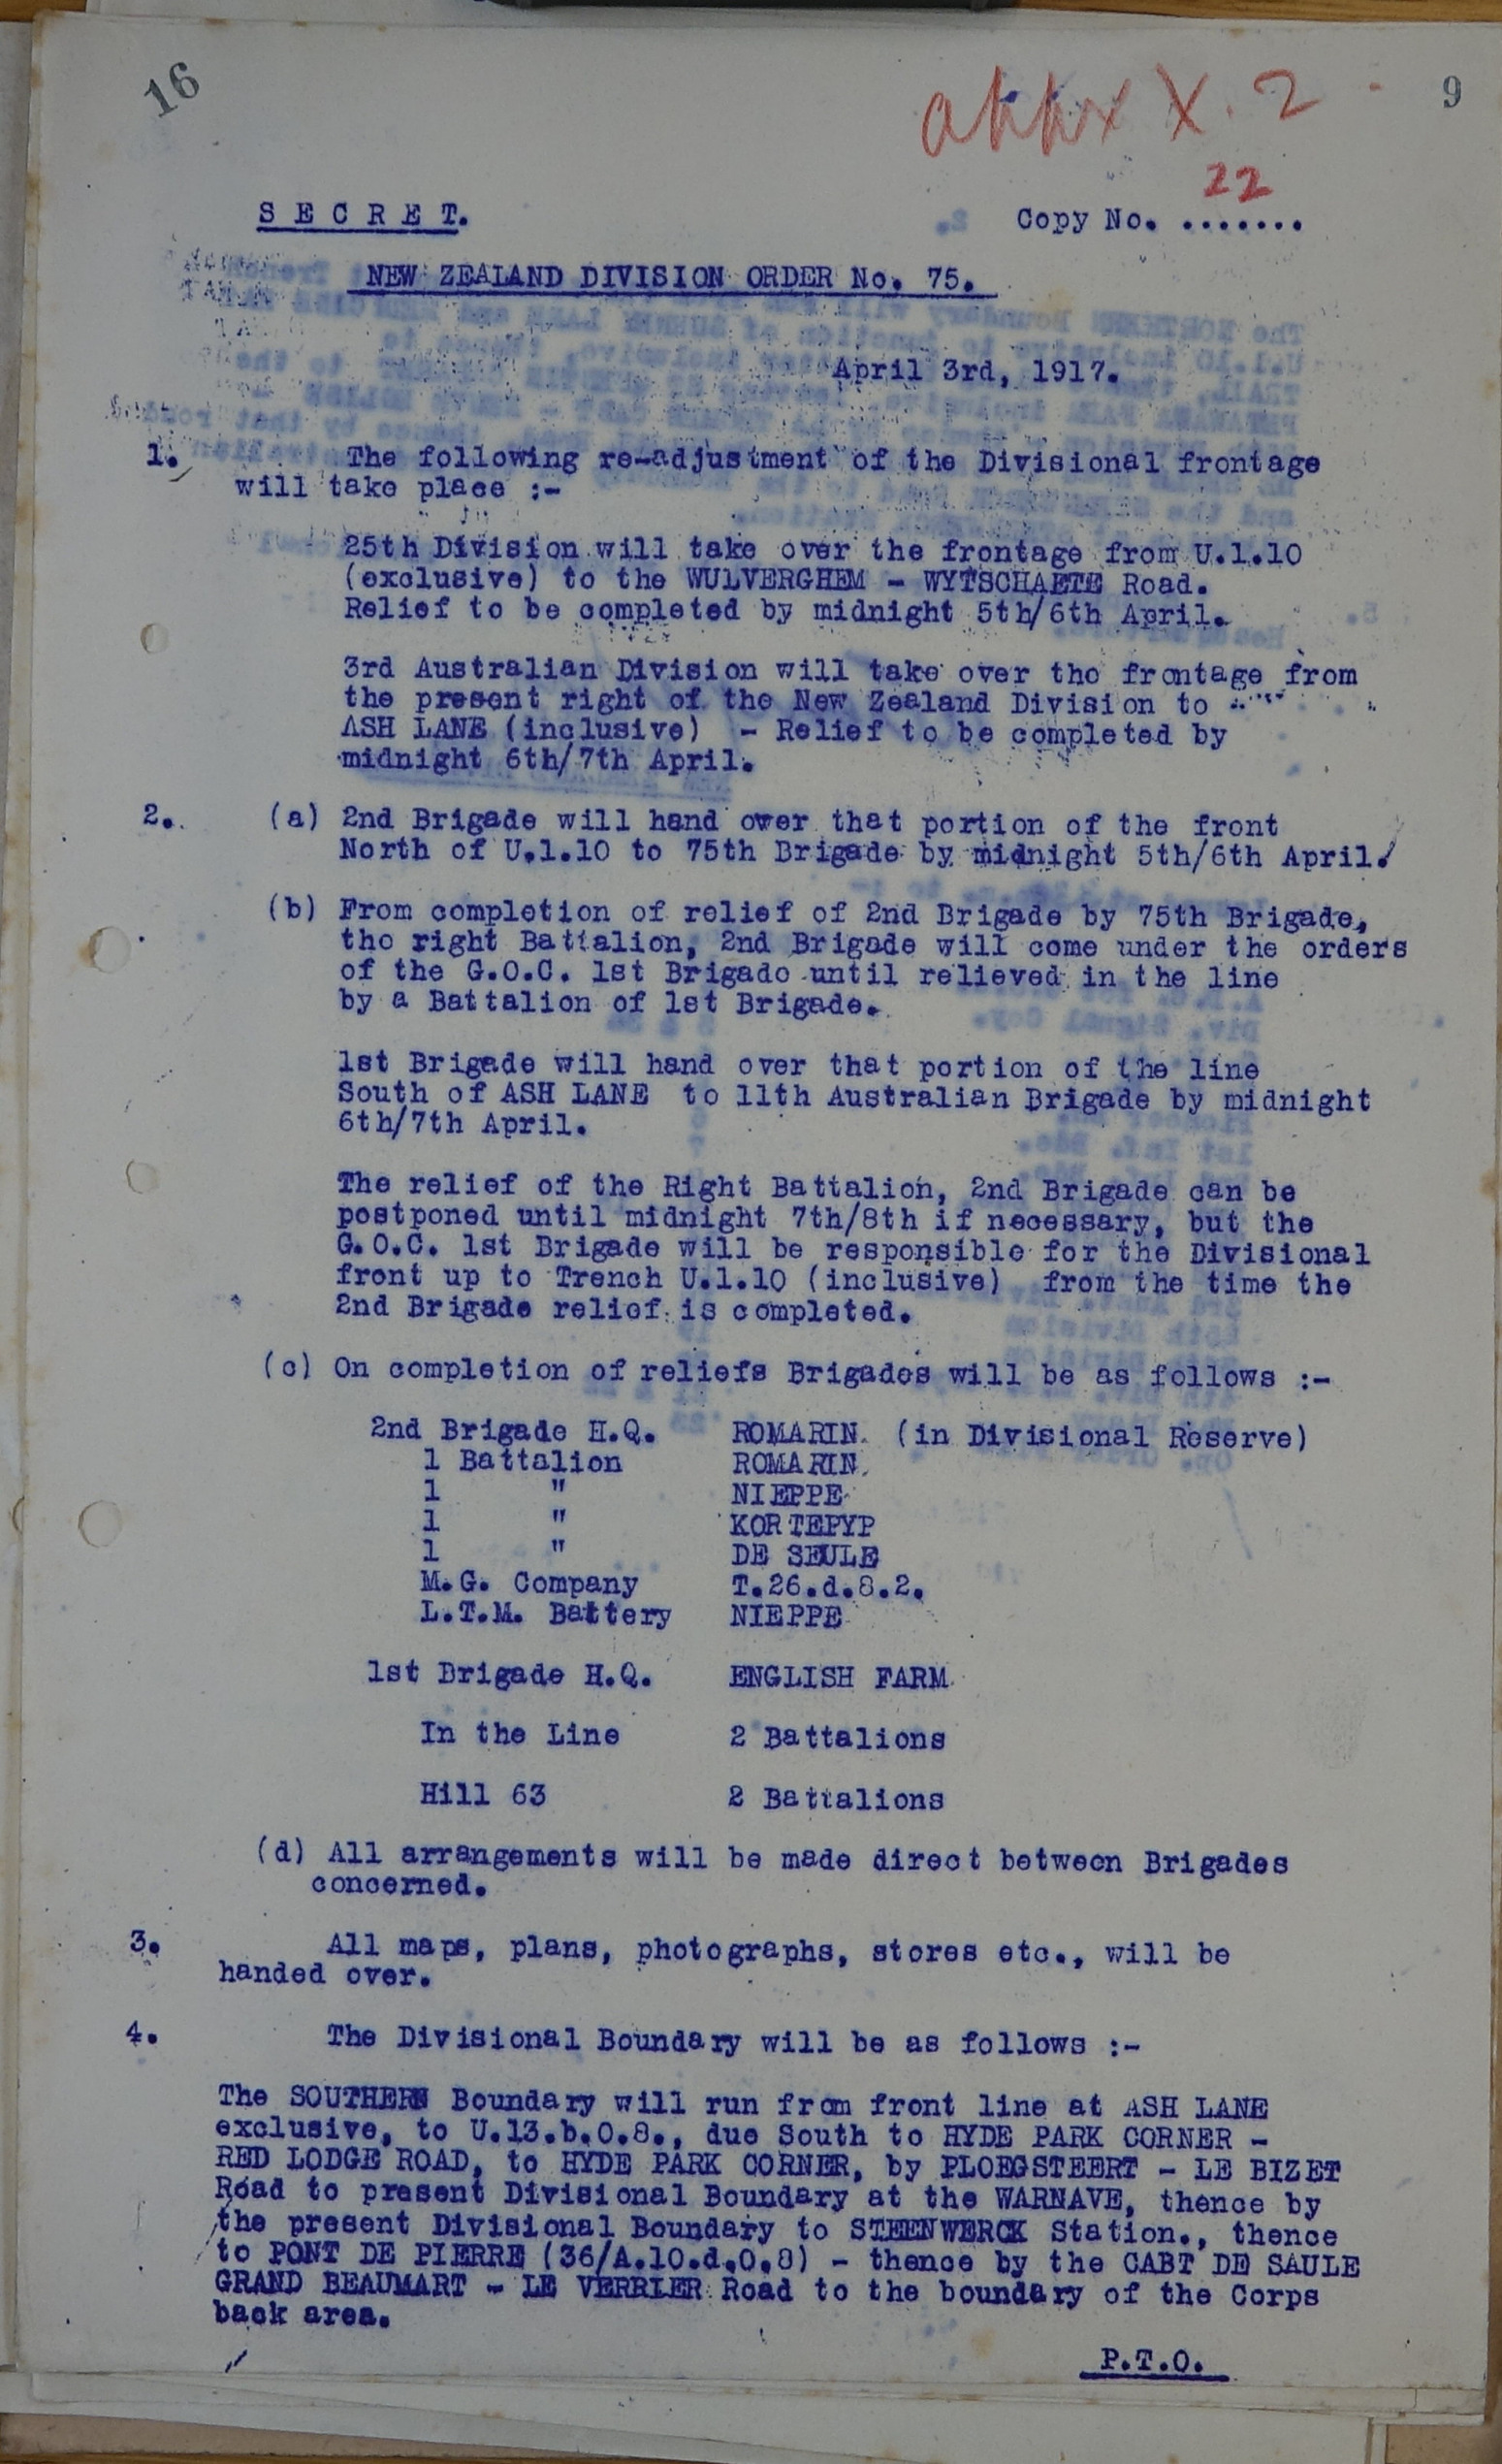 16
9
appx X. 2
22
S E C R E T.
Copy No. .......
NEW ZEALAND DIVISION ORDER No. 75.
April 3rd, 1917.
1. The following re-adjustment of the Divisional frontage
will take place :-
25th Division will take over the frontage from U.1.10
(exclusive) to the WULVERGHEM - WYTSCHAETE Road.
Relief to be completed by midnight 5th/6th April.
3rd Australian Division will take over tho frontage from
the present right of the New Zealand Division to
ASH LANE (inclusive) - Relief to be completed by
midnight 6th/7th April.
2. (a) 2nd Brigade will hand over that portion of the front
North of U.1.10 to 75th Brigade by midnight 5th/6th April.
(b) From completion of relief of 2nd Brigade by 75th Brigade,
tho right Battalion, 2nd Brigade will come under the orders
of the G.O.C. 1st Brigado until relieved in the line
by a Battalion of 1st Brigade.
1st Brigade will hand over that portion of the line
South of ASH LANE to 11th Australian Brigade by midnight
6th/7th April.
The relief of the Right Battalion, 2nd Brigade can be
postponed until midnight 7th/8th if necessary, but the
G.O.C. 1st Brigade will be responsible for the Divisional
front up to Trench U.1.10 (inclusive) from the time the
2nd Brigade relief is completed.
(c) On completion of reliefs Brigades will be as follows :-
2nd Brigade H.Q. ROMARIN. (in Divisional Reserve)
1 Battalion ROMARIN.
1 " NIEPPE
1 " KORTEPYP
1 " DE SEULE
M.G. Company T.26.d.8.2.
L.T.M. Battery NIEPPE
1st Brigade H.Q. ENGLISH FARM
In the Line 2 Battalions
Hill 63 2 Battalions
(d) All arrangements will be made direct between Brigades
concerned.
3. All maps, plans, photographs, stores etc., will be
handed over.
4. The Divisional Boundary will be as follows :-
The SOUTHERN Boundary will run from front line at ASH LANE
exclusive, to U.13.b.0.8., due South to HYDE PARK CORNER -
RED LODGE ROAD, to HYDE PARK CORNER, by PLOEGSTEERT - LE BIZET
Road to present Divisional Boundary at the WARNAVE, thence by
the present Divisional Boundary to STEENWERCK Station., thence
to PONT DE PIERRE (36/A.10.d.0.8) - thence by the CABT DE SAULE
GRAND BEAUMART - LE VERRIER Road to the boundary of the Corps
back area.
P.T.O.